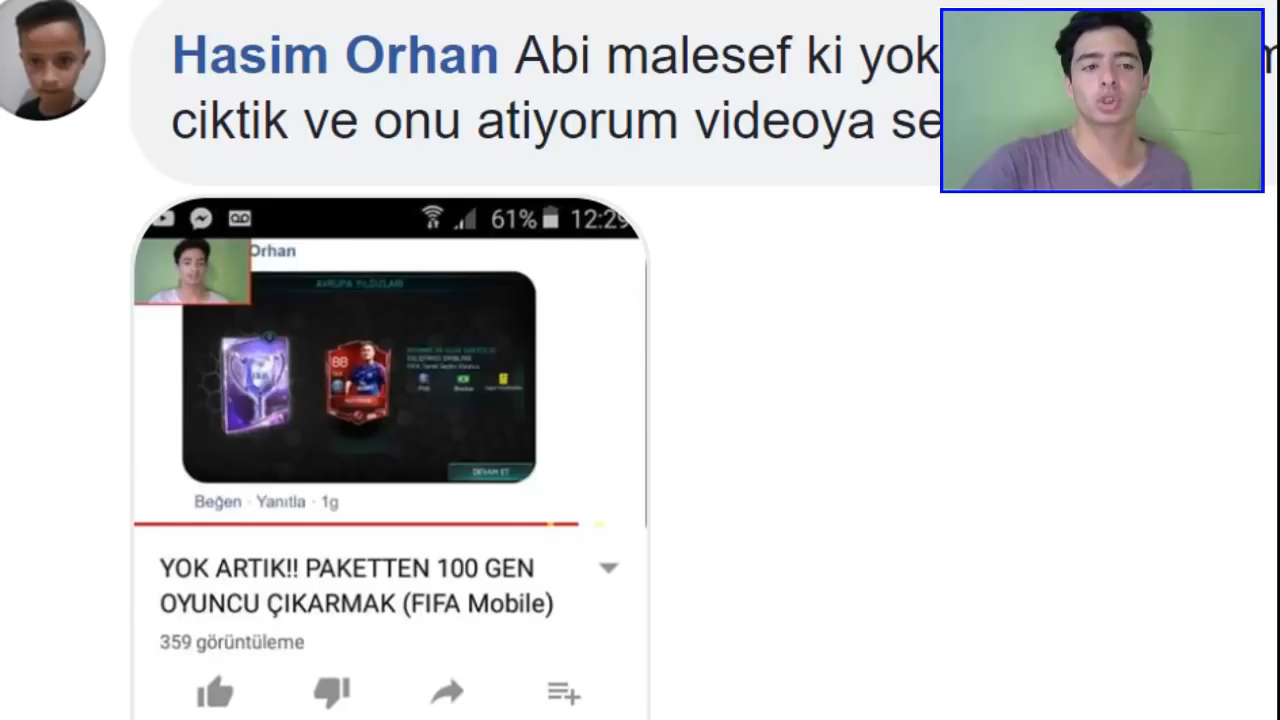 Hasim Orhan Abi malesef ki yok
ciktik ve onu atiyorum videoya se
61% 12:29
Orhan
AVRUPA YILDIZLARI
88
DEVAM ET
Beğen · Yanıtla · 1g
YOK ARTIK!! PAKETTEN 100 GEN
OYUNCU ÇIKARMAK (FIFA Mobile)
359 görüntüleme